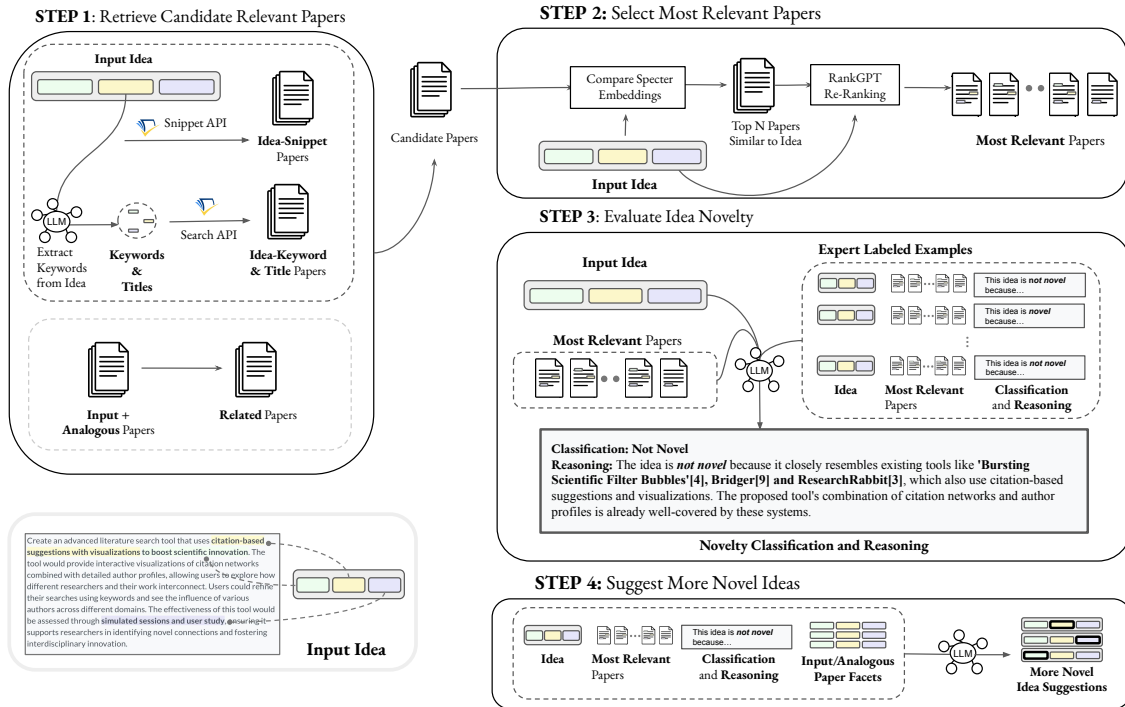 STEP 1: Retrieve Candidate Relevant Papers
Input Idea
Snippet API
Idea-Snippet
Papers
LLM
Extract
Keywords
from Idea
Keywords
&
Titles
Search API
Idea-Keyword
& Title Papers
Input +
Analogous Papers
Related Papers
Candidate Papers
Create an advanced literature search tool that uses citation-based
suggestions with visualizations to boost scientific innovation. The
tool would provide interactive visualizations of citation networks
combined with detailed author profiles, allowing users to explore how
different researchers and their work interconnect. Users could refine
their searches using keywords and see the influence of various
authors across different domains. The effectiveness of this tool would
be assessed through simulated sessions and user study, ensuring it
supports researchers in identifying novel connections and fostering
interdisciplinary innovation.
Input Idea
STEP 2: Select Most Relevant Papers
Compare Specter
Embeddings
Top N Papers
Similar to Idea
RankGPT
Re-Ranking
Most Relevant Papers
Input Idea
STEP 3: Evaluate Idea Novelty
Input Idea
Most Relevant Papers
LLM
Expert Labeled Examples
This idea is not novel
because…
This idea is novel
because…
This idea is not novel
because…
Idea
Most Relevant
Papers
Classification
and Reasoning
Classification: Not Novel
Reasoning: The idea is not novel because it closely resembles existing tools like 'Bursting
Scientific Filter Bubbles'[4], Bridger[9] and ResearchRabbit[3], which also use citation-based
suggestions and visualizations. The proposed tool's combination of citation networks and author
profiles is already well-covered by these systems.
Novelty Classification and Reasoning
STEP 4: Suggest More Novel Ideas
This idea is not novel
because…
Idea
Most Relevant
Papers
Classification
and Reasoning
Input/Analogous
Paper Facets
LLM
More Novel
Idea Suggestions